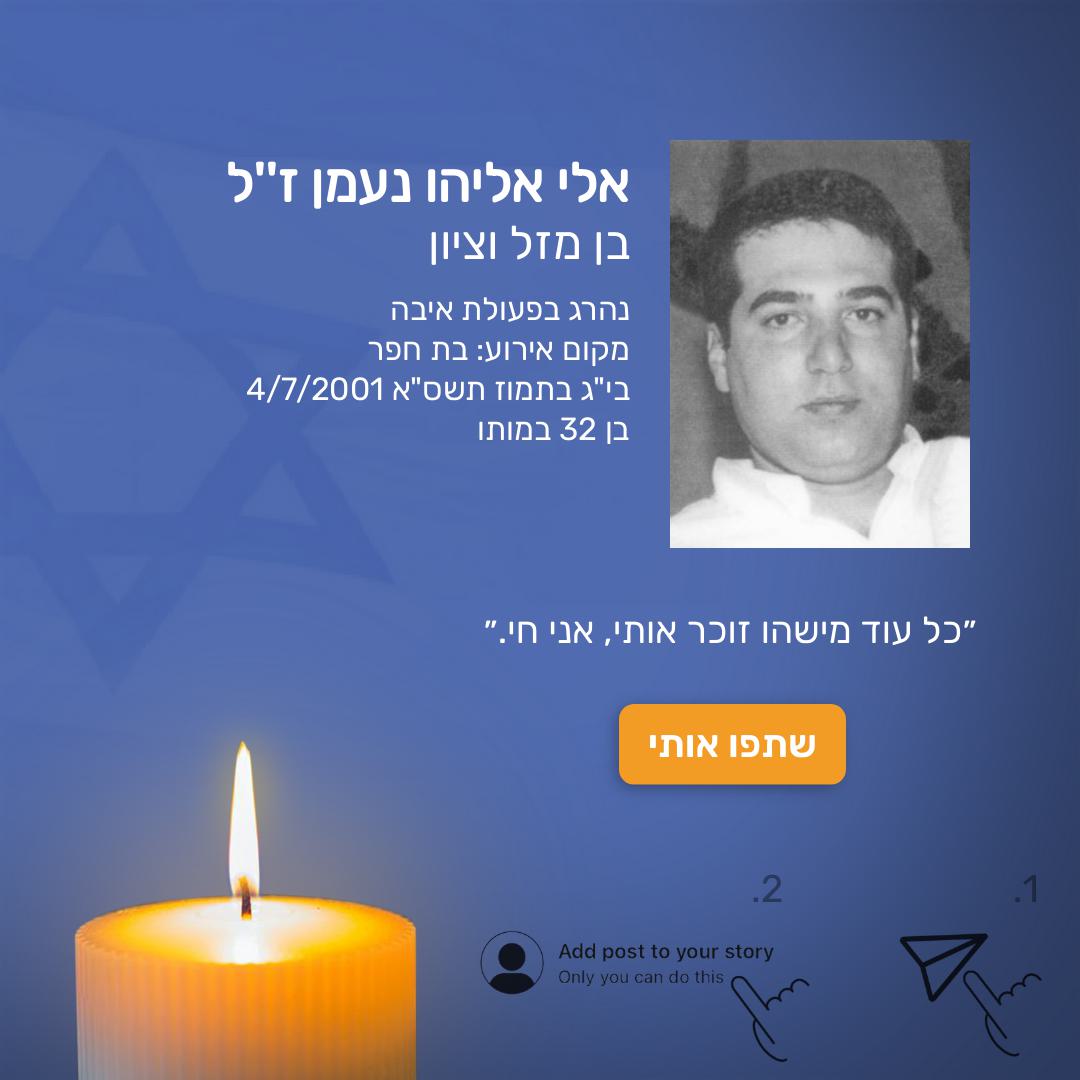 אלי אליהו נעמן ז"ל
בן מזל וציון
נהרג בפעולת איבה
מקום אירוע: בת חפר
בי"ג בתמוז תשס"א 4/7/2001
בן 32 במותו
״כל עוד מישהו זוכר אותי, אני חי.״
שתפו אותי
1.
2.
Add post to your story
Only you can do this